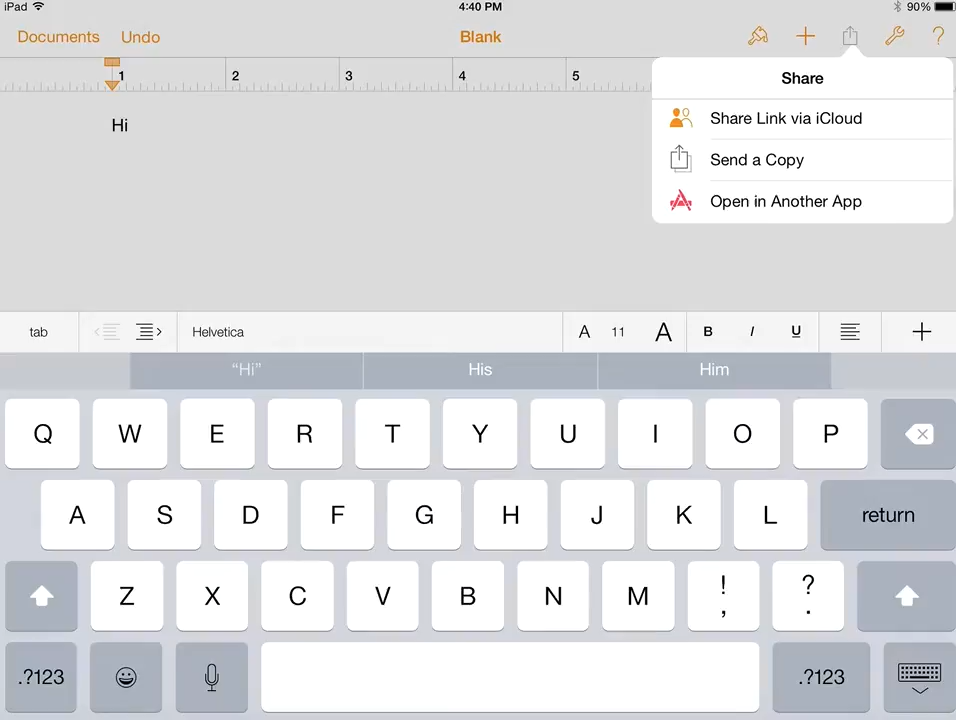 iPad 4:40 PM 90%
Documents Undo Blank ?
1 2 3 4 5
Share
Hi
Share Link via iCloud
Send a Copy
Open in Another App
tab Helvetica A 11 A B I U
“Hi” His Him
Q W E R T Y U I O P
A S D F G H J K L return
Z X C V B N M ! , ? .
.?123 .?123